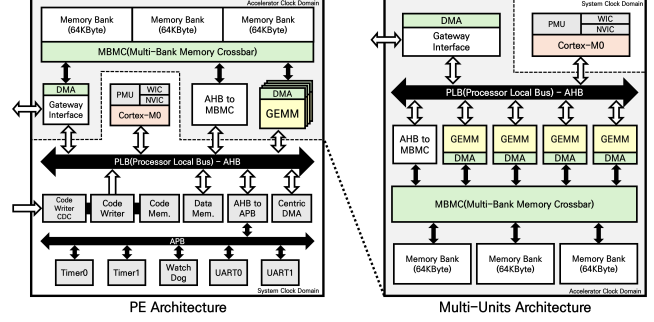 Accelerator Clock Domain
Memory Bank
(64KByte)
Memory Bank
(64KByte)
Memory Bank
(64KByte)
MBMC(Multi-Bank Memory Crossbar)
DMA
Gateway
Interface
PMU
WIC
NVIC
Cortex-M0
AHB to
MBMC
DMA
GEMM
PLB(Processor Local Bus) - AHB
Code
Writer
CDC
Code
Writer
Code
Mem.
Data
Mem.
AHB to
APB
Centric
DMA
APB
Timer0
Timer1
Watch
Dog
UART0
UART1
System Clock Domain
PE Architecture
System Clock Domain
DMA
Gateway
Interface
PMU
WIC
NVIC
Cortex-M0
PLB(Processor Local Bus) - AHB
AHB to
MBMC
GEMM
DMA
GEMM
DMA
GEMM
DMA
GEMM
DMA
MBMC(Multi-Bank Memory Crossbar)
Memory Bank
(64KByte)
Memory Bank
(64KByte)
Memory Bank
(64KByte)
Accelerator Clock Domain
Multi-Units Architecture